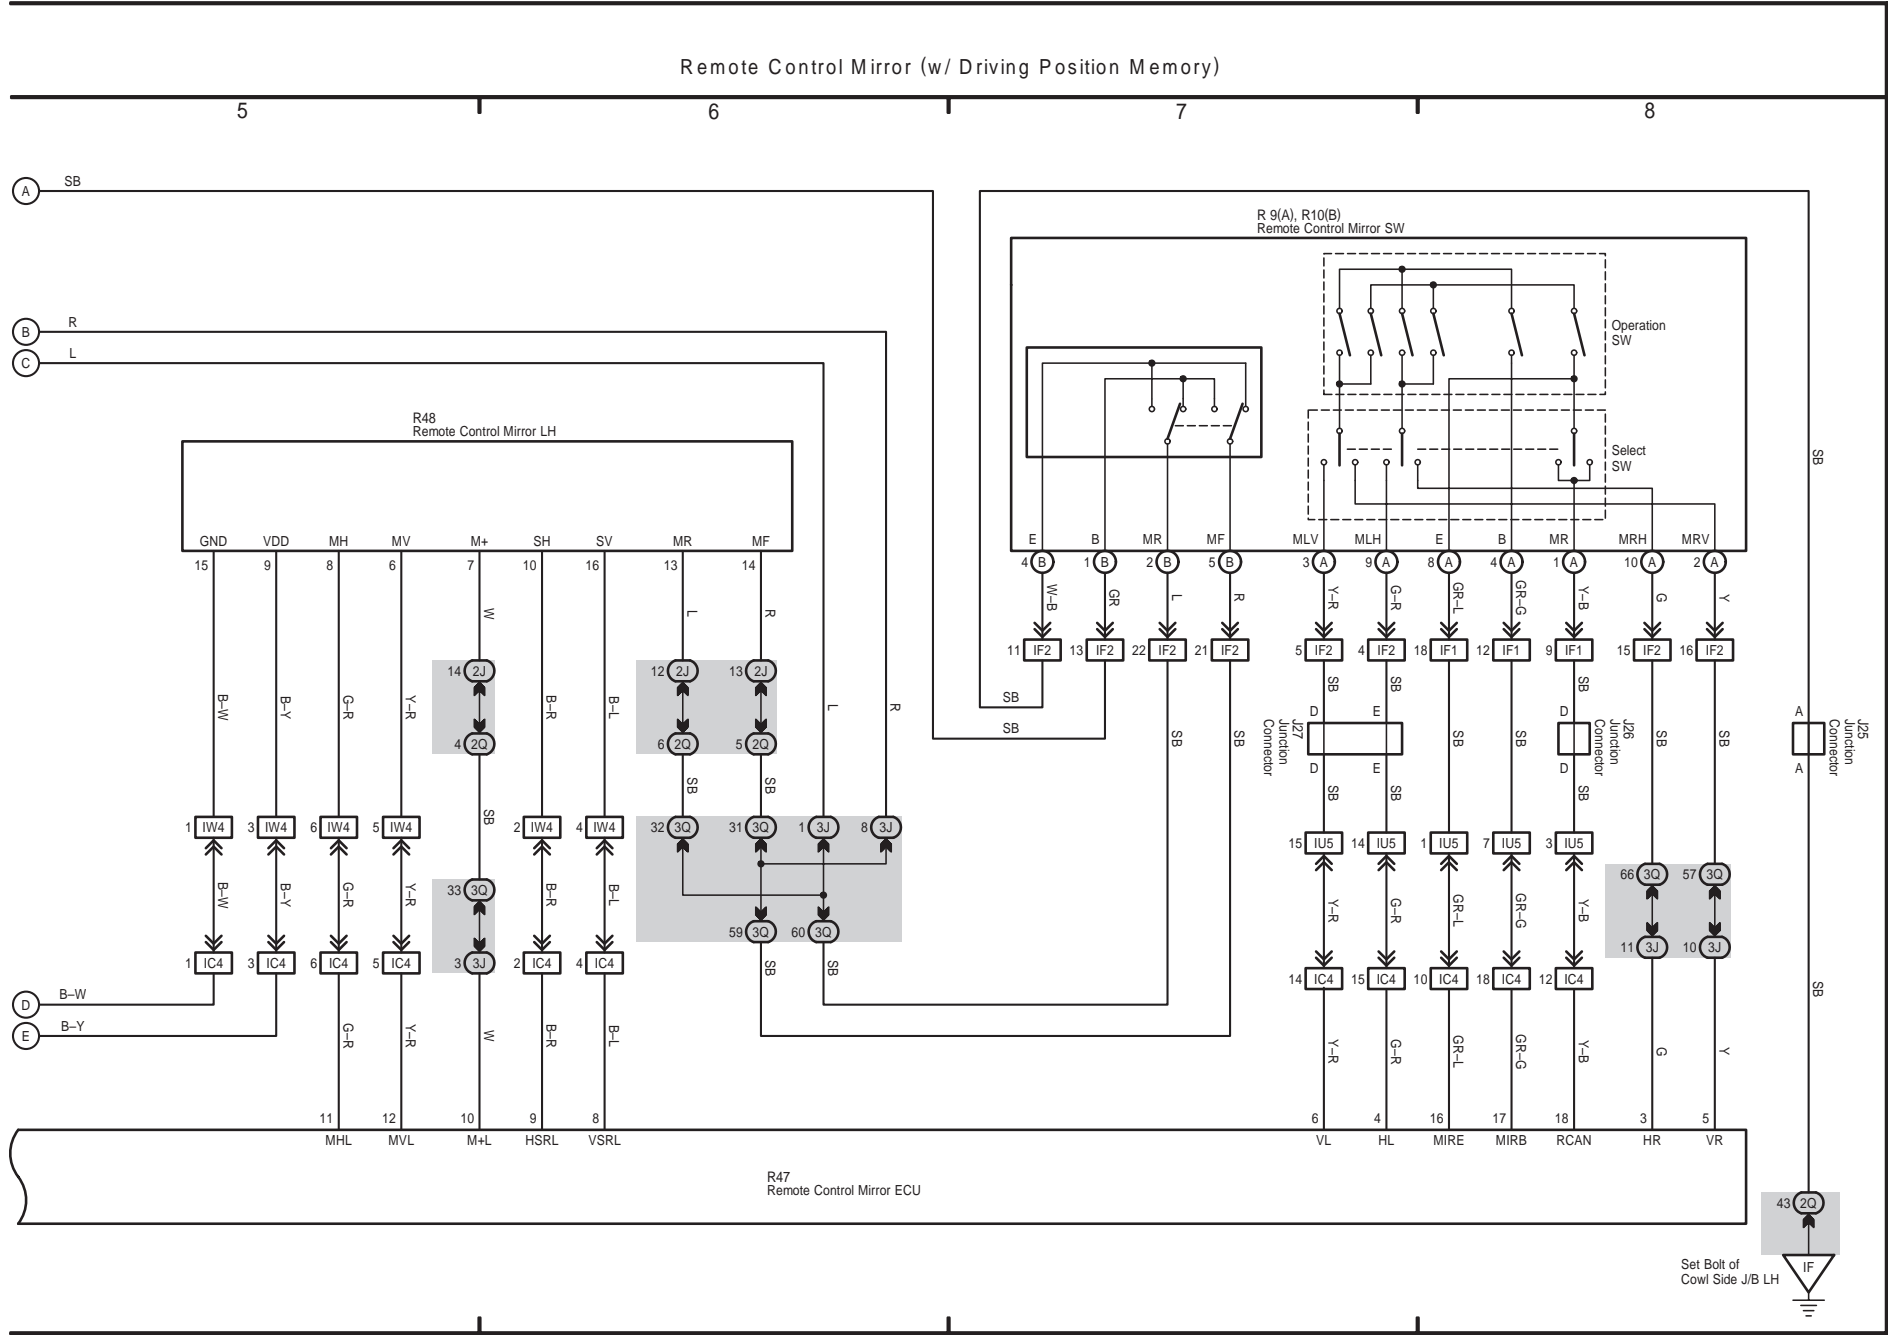 Remote Control Mirror (w/ Driving Position Memory)
5 6 7 8
A SB
B R
C L
R 9(A), R10(B)
Remote Control Mirror SW
Operation
SW
Select
SW
R48
Remote Control Mirror LH
GND VDD MH MV M+ SH SV MR MF
15 9 8 6 7 10 16 13 14
E B MR MF MLV MLH E B MR MRH MRV
4 B 1 B 2 B 5 B 3 A 9 A 8 A 4 A 1 A 10 A 2 A
W L R W–B GR L R Y–R G–R GR–L GR–G Y–B G Y
11 IF2 13 IF2 22 IF2 21 IF2 5 IF2 4 IF2 18 IF1 12 IF1 9 IF1 15 IF2 16 IF2
14 2J 12 2J 13 2J
SB
SB
SB SB SB
B–W B–Y G–R Y–R B–R B–L L R
D E D A
J27
Junction
Connector
J26
Junction
Connector
J25
Junction
Connector
4 2Q 6 2Q 5 2Q
SB SB SB SB SB SB
D E D A
SB SB SB SB SB SB
1 IW4 3 IW4 6 IW4 5 IW4 2 IW4 4 IW4 32 3Q 31 3Q 1 3J 8 3J
15 IU5 14 IU5 1 IU5 7 IU5 3 IU5
33 3Q 66 3Q 57 3Q
B–W B–Y G–R Y–R B–R B–L Y–R G–R GR–L GR–G Y–B
59 3Q 60 3Q 11 3J 10 3J
1 IC4 3 IC4 6 IC4 5 IC4 3 3J 2 IC4 4 IC4 SB SB
14 IC4 15 IC4 10 IC4 18 IC4 12 IC4
SB
D B–W
E B–Y
G–R Y–R W B–R B–L Y–R G–R GR–L GR–G Y–B G Y
11 12 10 9 8 6 4 16 17 18 3 5
MHL MVL M+L HSRL VSRL VL HL MIRE MIRB RCAN HR VR
R47
Remote Control Mirror ECU
43 2Q
Set Bolt of
Cowl Side J/B LH
IF